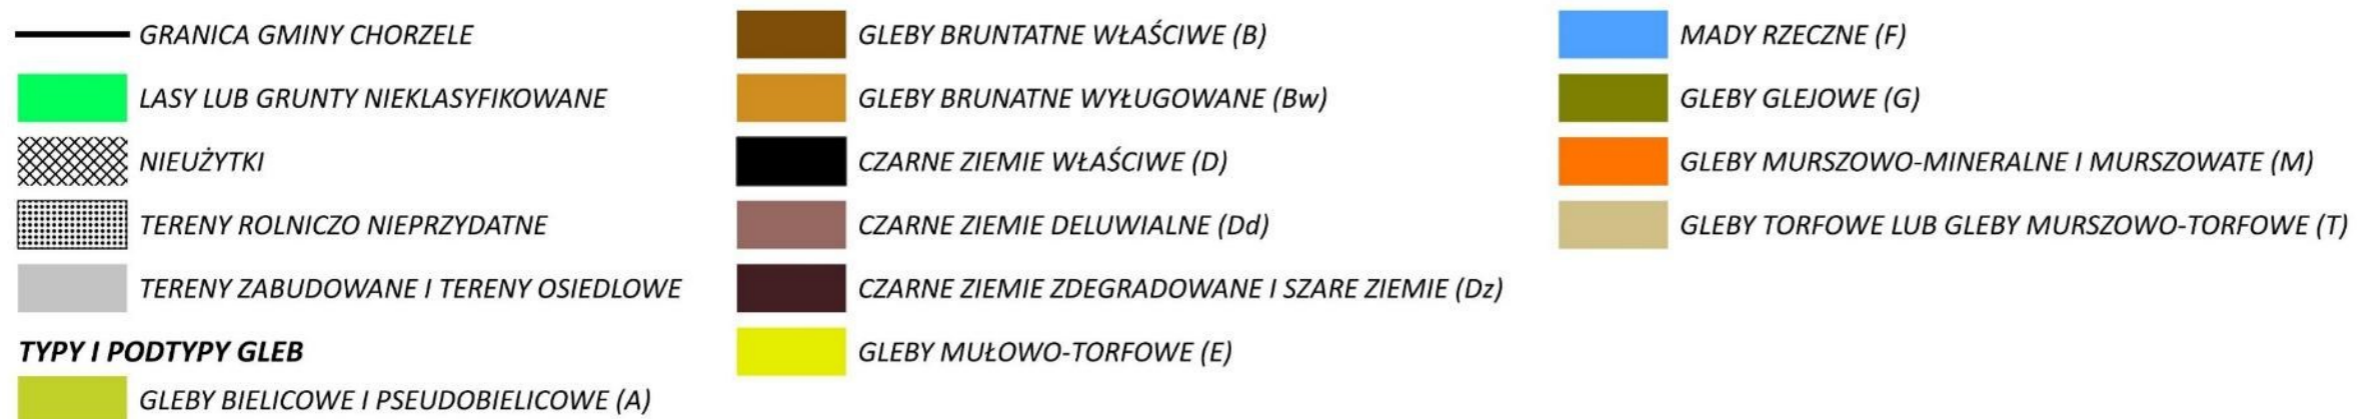 GRANICA GMINY CHORZELE
LASY LUB GRUNTY NIEKLASYFIKOWANE
NIEUŻYTKI
TERENY ROLNICZO NIEPRZYDATNE
TERENY ZABUDOWANE I TERENY OSIEDLOWE
TYPY I PODTYPY GLEB
GLEBY BIELICOWE I PSEUDOBIELICOWE (A)
GLEBY BRUNTATNE WŁAŚCIWE (B)
GLEBY BRUNATNE WYŁUGOWANE (Bw)
CZARNE ZIEMIE WŁAŚCIWE (D)
CZARNE ZIEMIE DELUWIALNE (Dd)
CZARNE ZIEMIE ZDEGRADOWANE I SZARE ZIEMIE (Dz)
GLEBY MUŁOWO-TORFOWE (E)
MADY RZECZNE (F)
GLEBY GLEJOWE (G)
GLEBY MURSZOWO-MINERALNE I MURSZOWATE (M)
GLEBY TORFOWE LUB GLEBY MURSZOWO-TORFOWE (T)